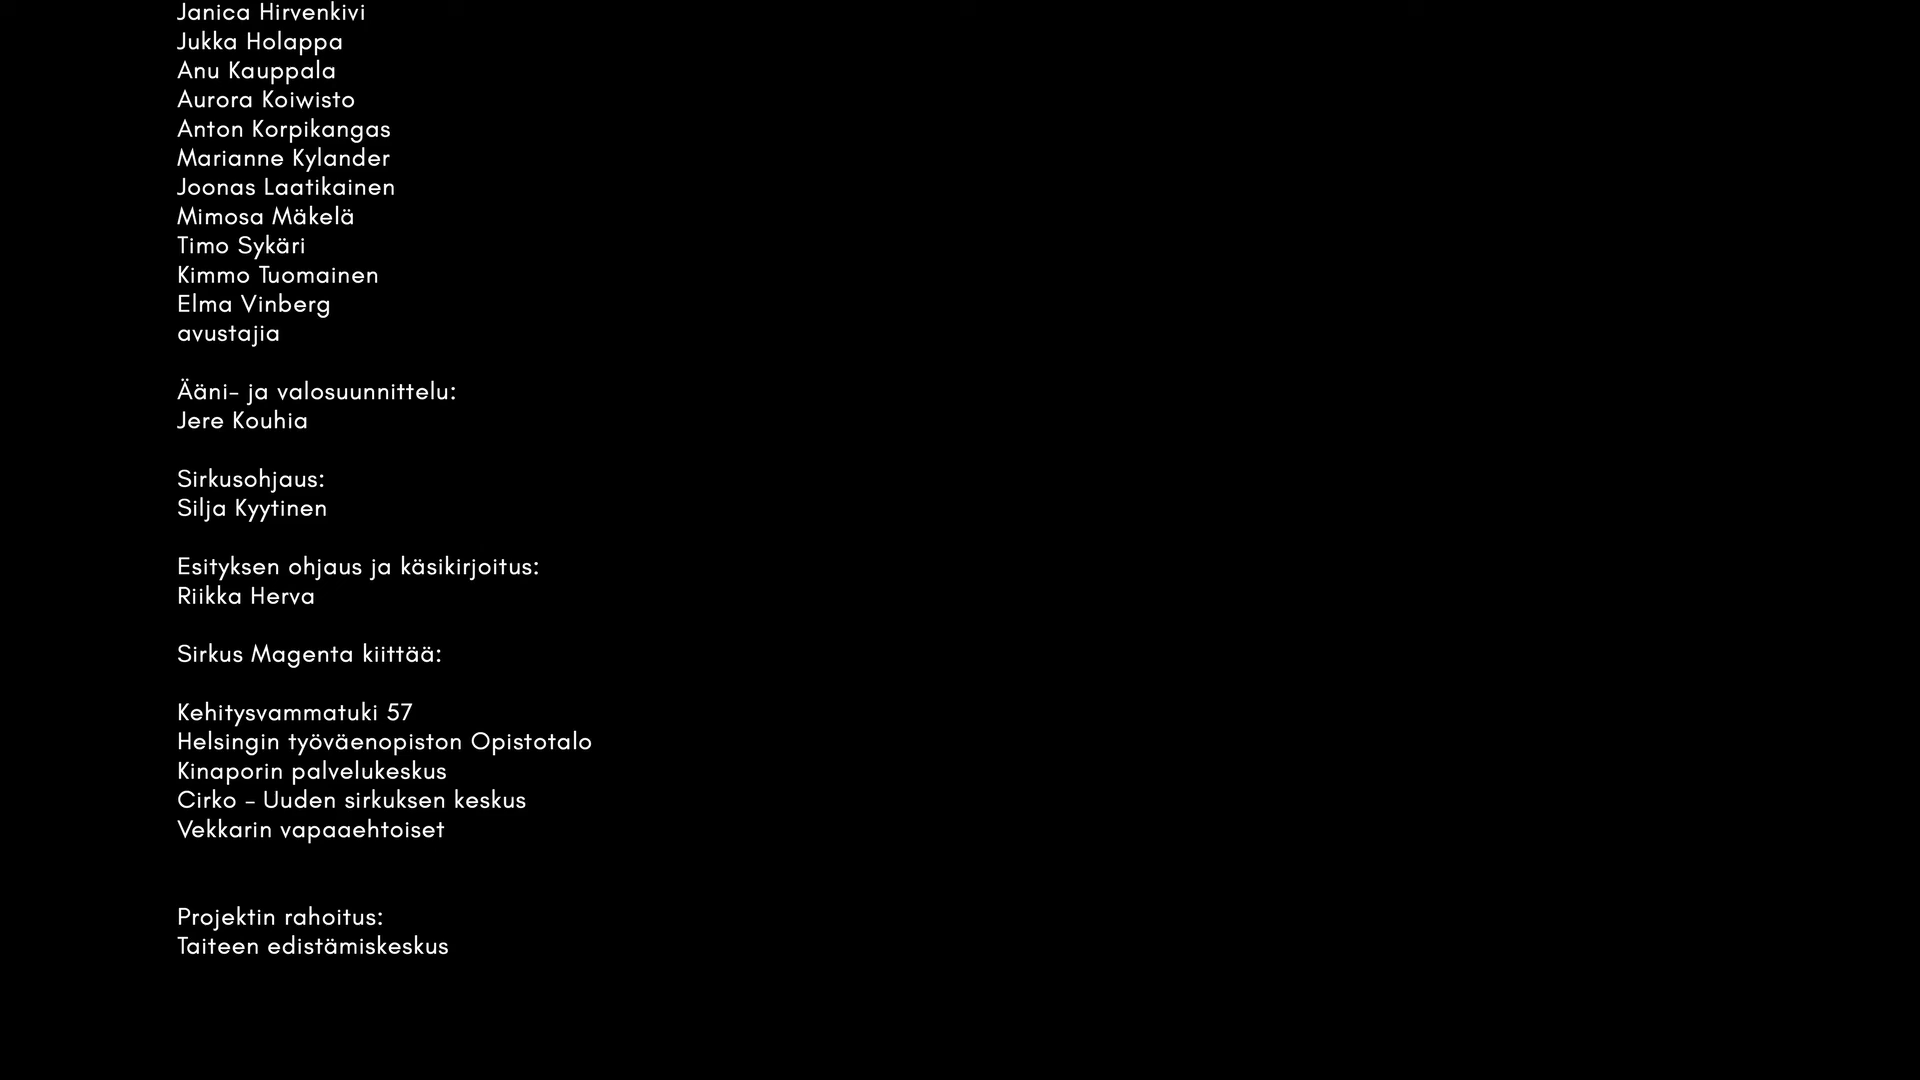 Janica Hirvenkivi
Jukka Holappa
Anu Kauppala
Aurora Koiwisto
Anton Korpikangas
Marianne Kylander
Joonas Laatikainen
Mimosa Mäkelä
Timo Sykäri
Kimmo Tuomainen
Elma Vinberg
avustajia
Ääni- ja valosuunnittelu:
Jere Kouhia
Sirkusohjaus:
Silja Kyytinen
Esityksen ohjaus ja käsikirjoitus:
Riikka Herva
Sirkus Magenta kiittää:
Kehitysvammatuki 57
Helsingin työväenopiston Opistotalo
Kinaporin palvelukeskus
Cirko – Uuden sirkuksen keskus
Vekkarin vapaaehtoiset
Projektin rahoitus:
Taiteen edistämiskeskus